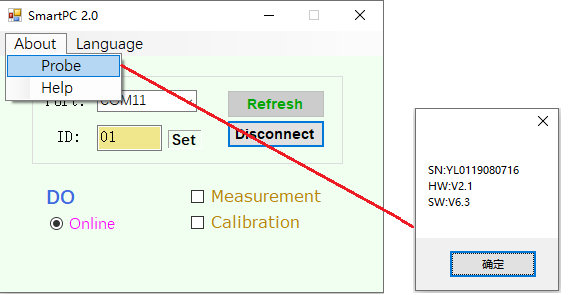 SmartPC 2.0
About Language
Probe
Help
COM11
Refresh
ID: 01 Set
Disconnect
DO
Online
Measurement
Calibration
SN:YL0119080716
HW:V2.1
SW:V6.3
确定